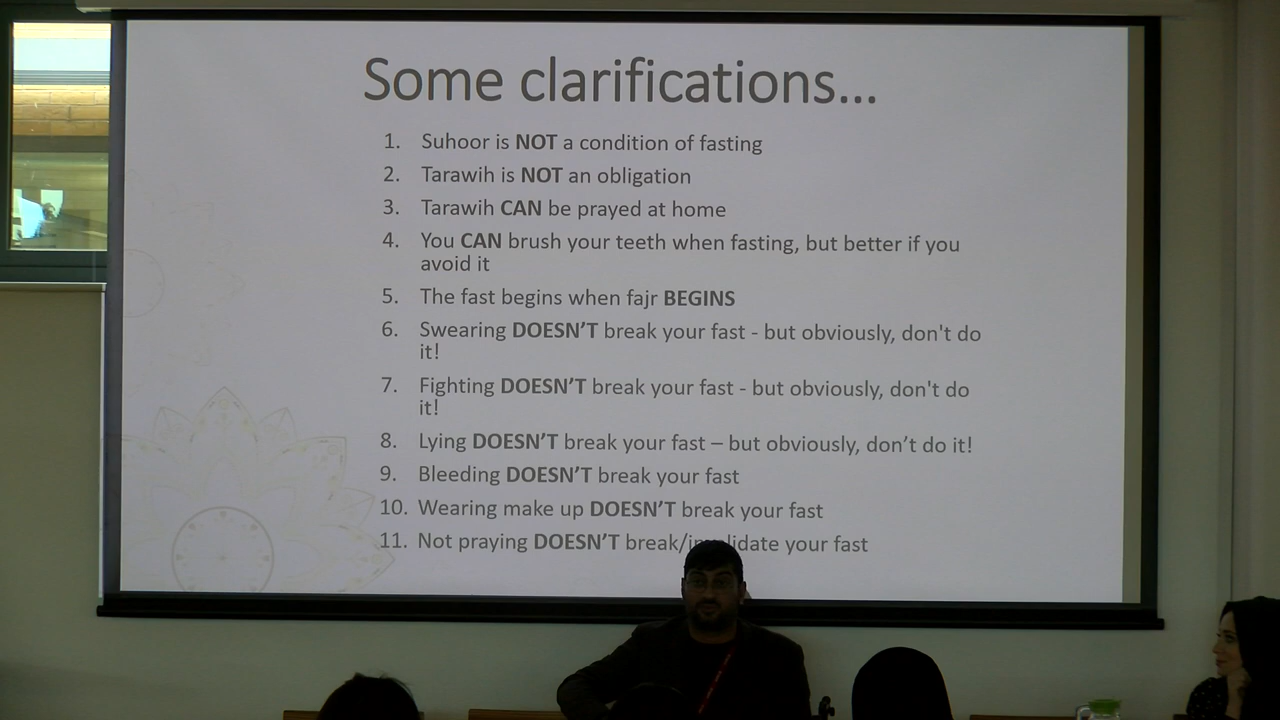 Some clarifications...
1. Suhoor is NOT a condition of fasting
2. Tarawih is NOT an obligation
3. Tarawih CAN be prayed at home
4. You CAN brush your teeth when fasting, but better if you
avoid it
5. The fast begins when fajr BEGINS
6. Swearing DOESN'T break your fast - but obviously, don't do
it!
7. Fighting DOESN'T break your fast - but obviously, don't do
it!
8. Lying DOESN'T break your fast – but obviously, don't do it!
9. Bleeding DOESN'T break your fast
10. Wearing make up DOESN'T break your fast
11. Not praying DOESN'T break/invalidate your fast